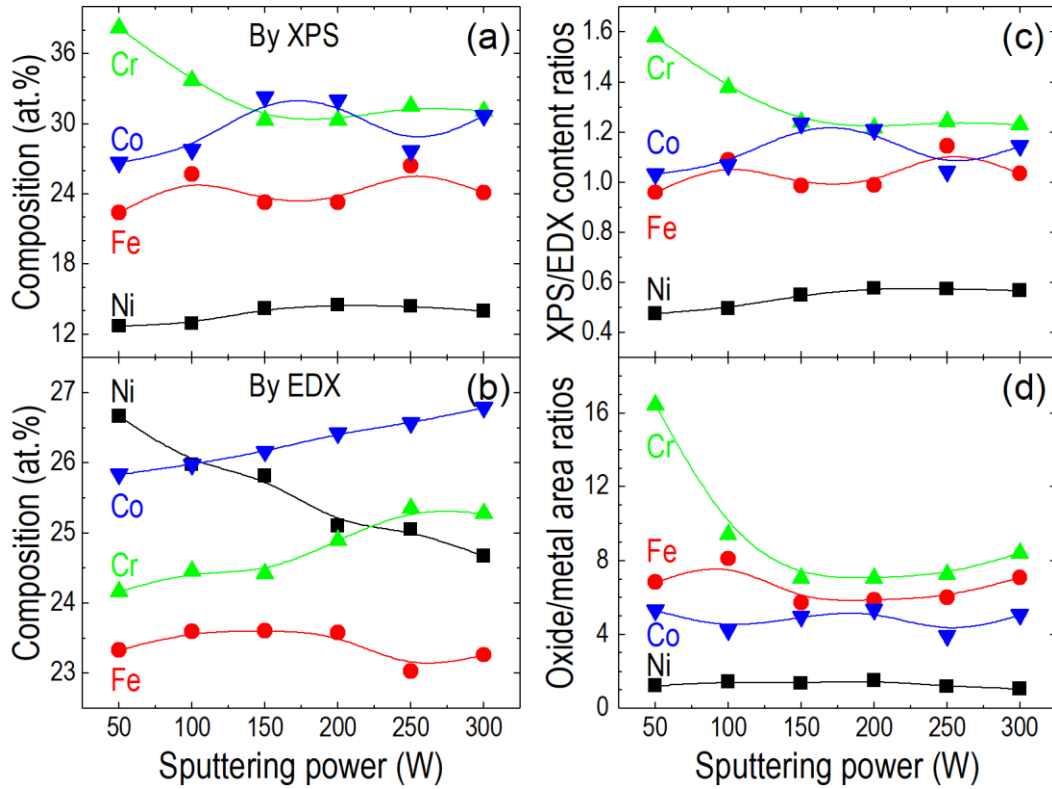 By XPS
(a)
Composition (at.%)
36
30
24
18
12
Cr
Co
Fe
Ni
By EDX
(b)
Composition (at.%)
27
26
25
24
23
Ni
Co
Cr
Fe
50 100 150 200 250 300
Sputtering power (W)
(c)
XPS/EDX content ratios
1.6
1.4
1.2
1.0
0.8
0.6
0.4
Cr
Co
Fe
Ni
(d)
Oxide/metal area ratios
16
12
8
4
0
Cr
Fe
Co
Ni
50 100 150 200 250 300
Sputtering power (W)